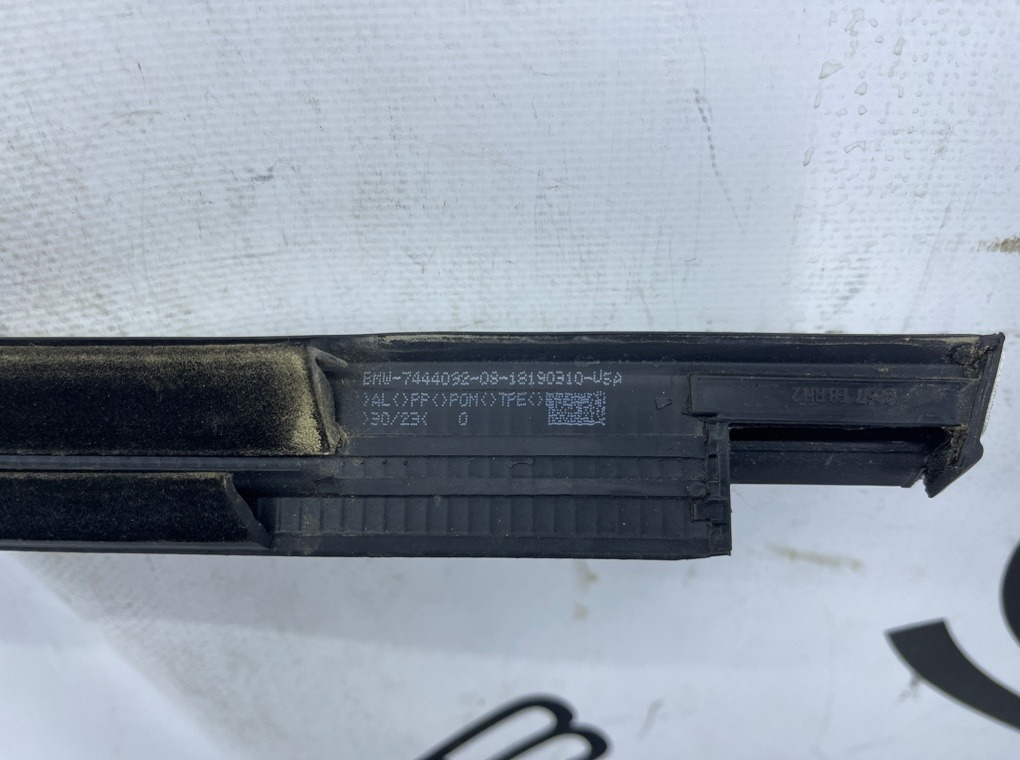 BMW-7444092-08-18190310-USA
>AL<>PP<>POM<>TPE<>
>30/23< 0